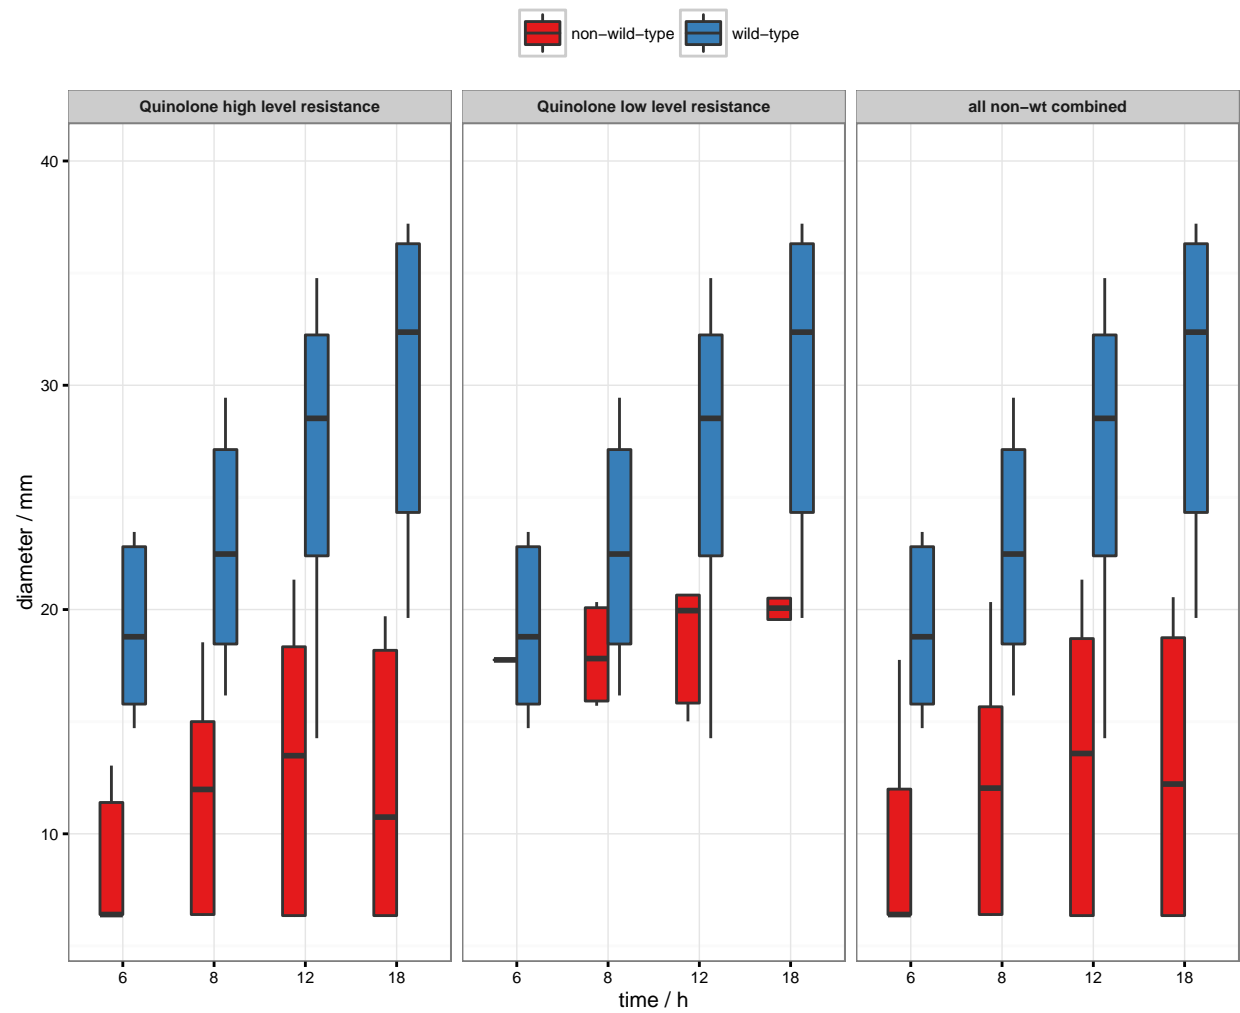 non−wild−type wild−type
Quinolone high level resistance Quinolone low level resistance all non−wt combined
40
30
20
10
diameter / mm
6 8 12 18 6 8 12 18 6 8 12 18
time / h